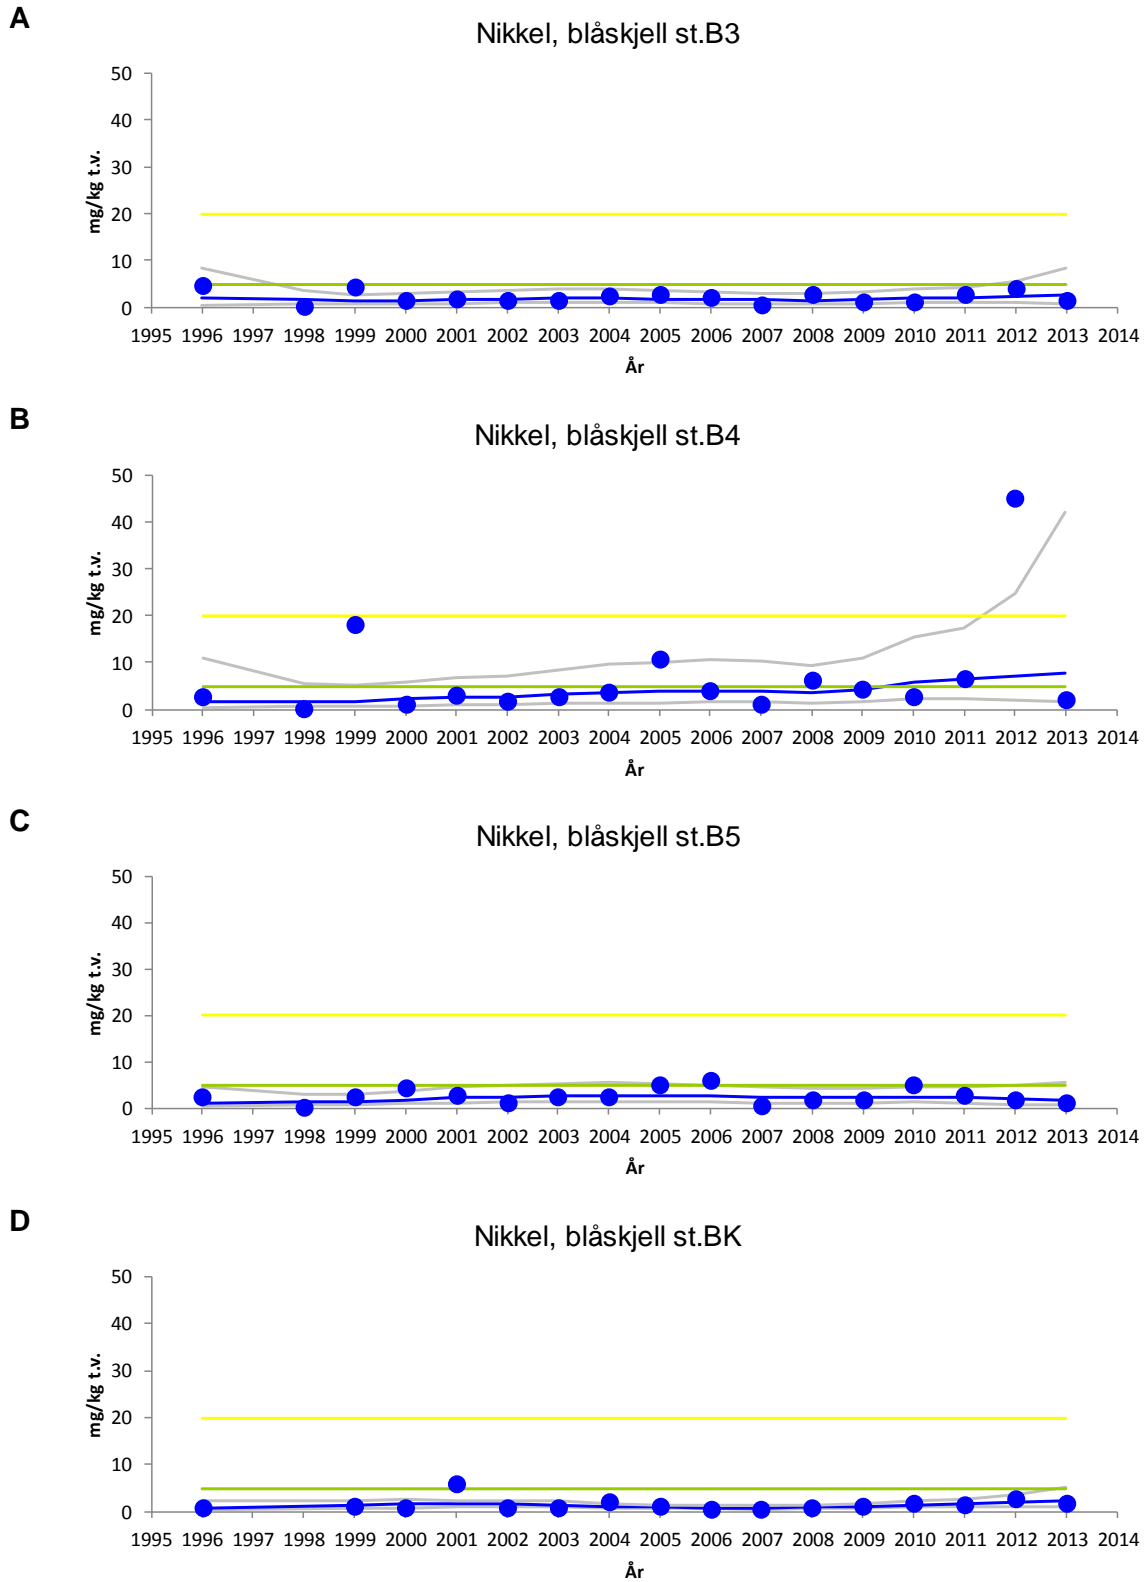 A
Nikkel, blåskjell st.B3
50
40
30
20
10
0
mg/kg t.v.
1995 1996 1997 1998 1999 2000 2001 2002 2003 2004 2005 2006 2007 2008 2009 2010 2011 2012 2013 2014
År
B
Nikkel, blåskjell st.B4
50
40
30
20
10
0
mg/kg t.v.
1995 1996 1997 1998 1999 2000 2001 2002 2003 2004 2005 2006 2007 2008 2009 2010 2011 2012 2013 2014
År
C
Nikkel, blåskjell st.B5
50
40
30
20
10
0
mg/kg t.v.
1995 1996 1997 1998 1999 2000 2001 2002 2003 2004 2005 2006 2007 2008 2009 2010 2011 2012 2013 2014
År
D
Nikkel, blåskjell st.BK
50
40
30
20
10
0
mg/kg t.v.
1995 1996 1997 1998 1999 2000 2001 2002 2003 2004 2005 2006 2007 2008 2009 2010 2011 2012 2013 2014
År